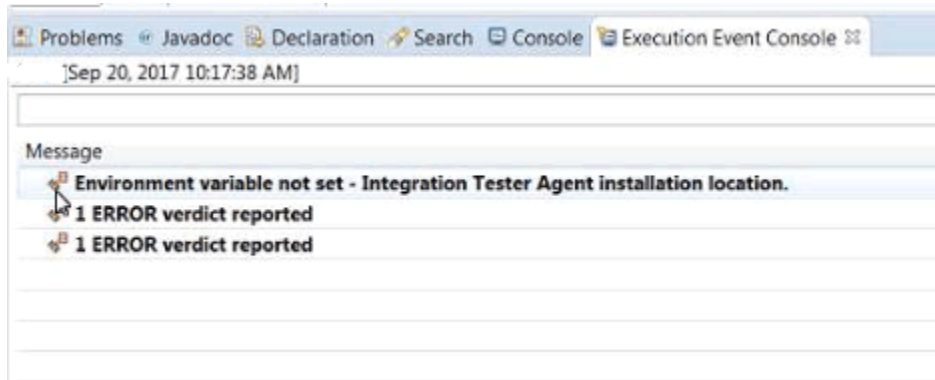 Problems @ Javadoc Declaration Search Console Execution Event Console
[Sep 20, 2017 10:17:38 AM]
Message
Environment variable not set - Integration Tester Agent installation location.
1 ERROR verdict reported
1 ERROR verdict reported